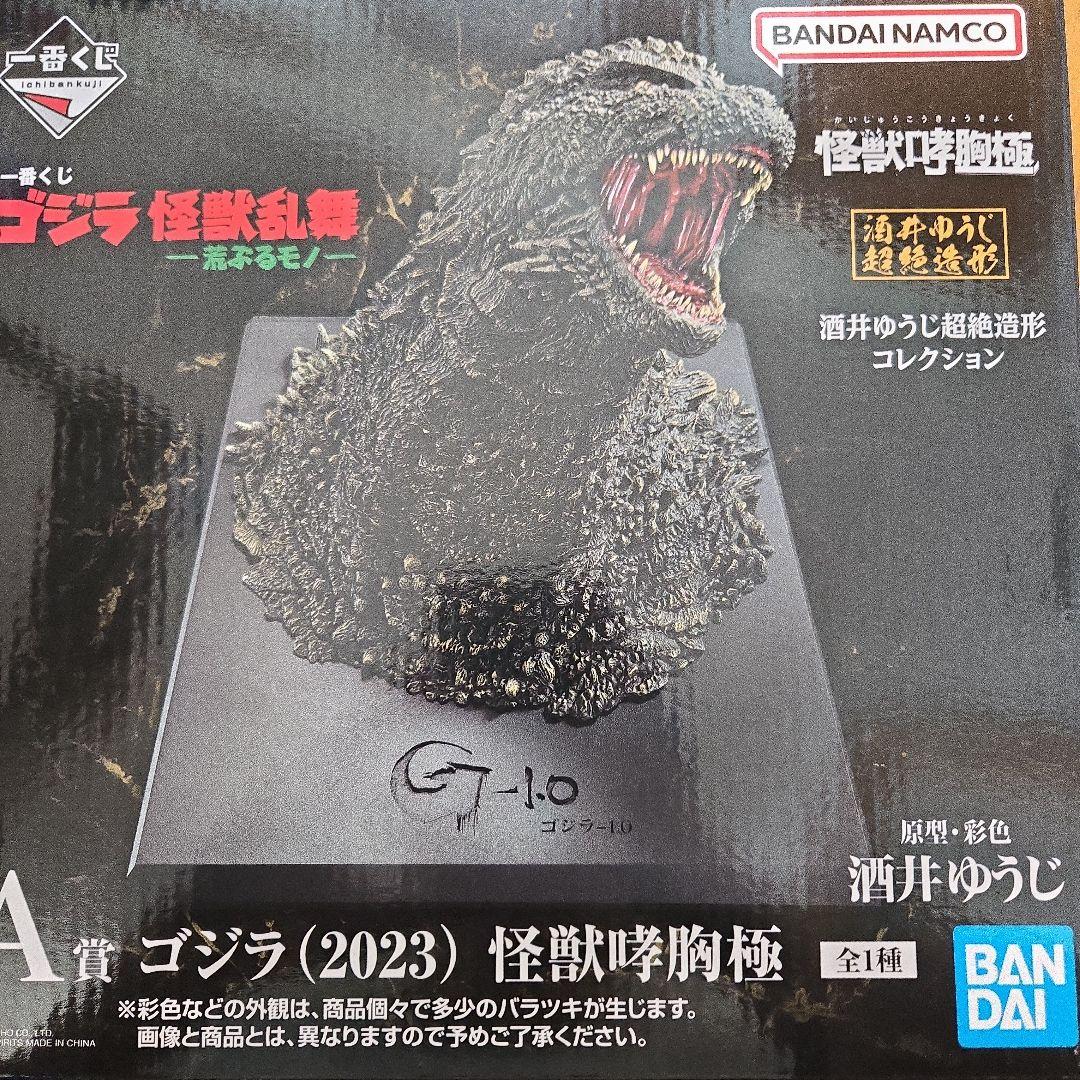 一番くじ
ichibankuji
一番くじ
ゴジラ 怪獣乱舞
―荒ぶるモノ―
BANDAI NAMCO
かいじゅうこうきょうきょく
怪獣哮胸極
酒井ゆうじ
超絶造形
酒井ゆうじ超絶造形
コレクション
G-1.0
ゴジラ-1.0
原型・彩色
酒井ゆうじ
A賞 ゴジラ(2023) 怪獣哮胸極 全1種
※彩色などの外観は、商品個々で多少のバラツキが生じます。
画像と商品とは、異なりますので予めご了承ください。
HO CO., LTD.
PIRITS MADE IN CHINA
BAN
DAI